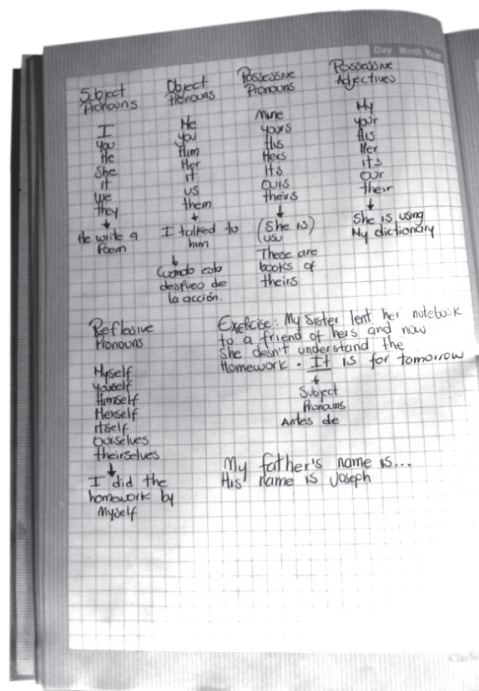 Day Month Year
Subject Pronouns
I
you
He
She
it
we
they
He write a
Poem
Object Pronouns
Me
you
Him
Her
it
us
them
I talked to
him
Cuando esta
despues de
la acción.
Possessive Pronouns
Mine
yours
His
Hers
Its
ours
theirs
(She is)
These are
books of
theirs
Possessive Adjectives
My
your
His
Her
its
our
their
She is using
My dictionary
Reflasive
Pronouns
Myself
youself
Himself
Herself
itself
ourselves
theirselves
I did the
homework by
Myself
Exercise: My Sister lent her notebook
to a friend of hers and now
She desn't understand the
Homework. It is for tomorrow
Subject
Pronouns
Antes de
My father's name is...
His name is Joseph